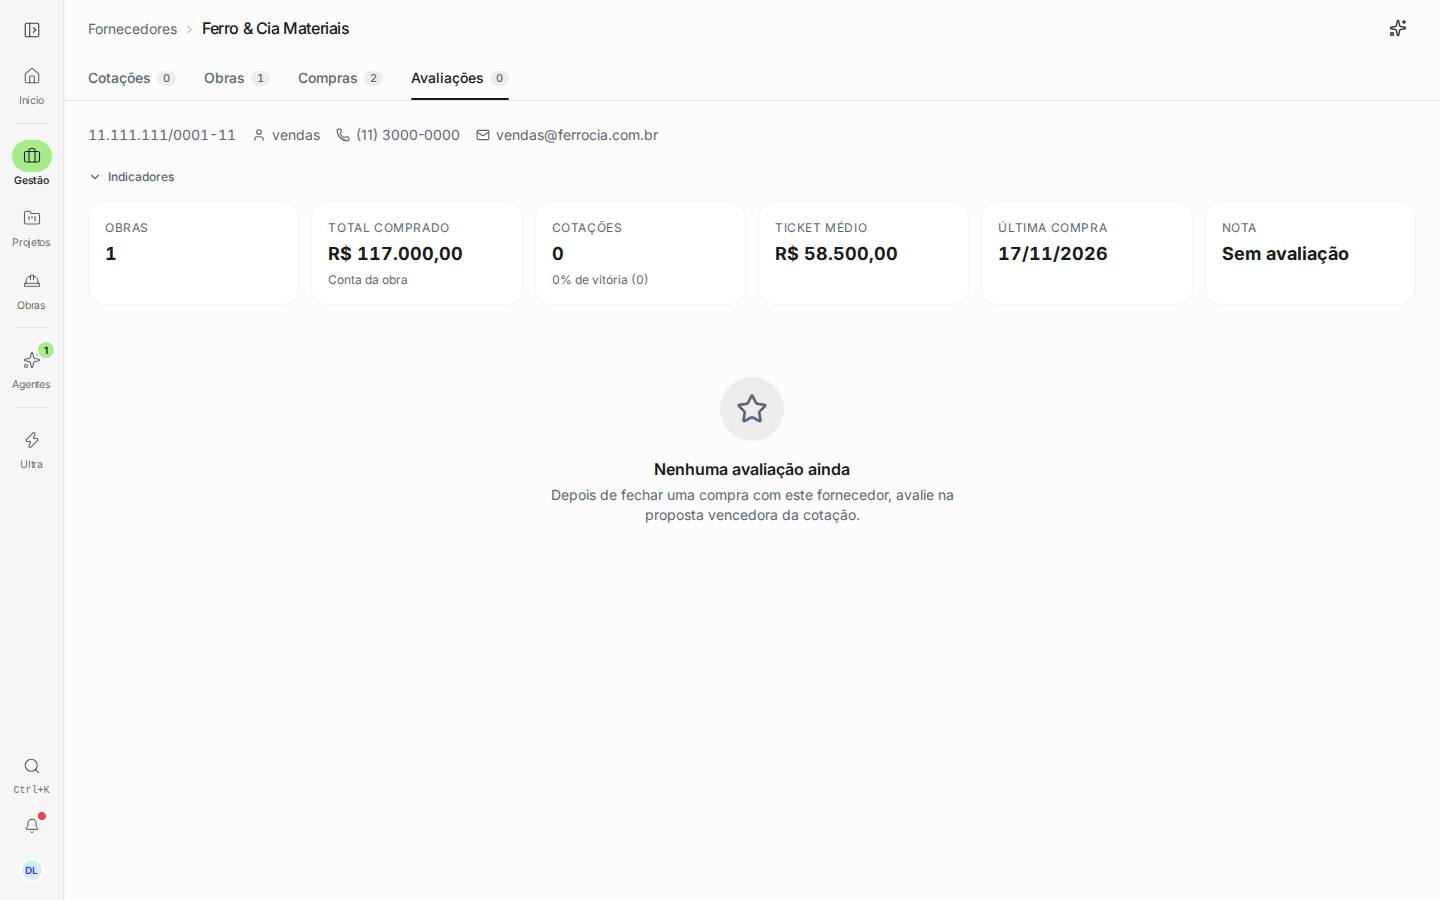 Fornecedores
Ferro & Cia Materiais
Início
Gestão
Projetos
Obras
1
Agentes
Ultra
Ctrl+K
DL
Cotações 0
Obras 1
Compras 2
Avaliações 0
11.111.111/0001-11
vendas
(11) 3000-0000
vendas@ferrocia.com.br
Indicadores
OBRAS
1
TOTAL COMPRADO
R$ 117.000,00
Conta da obra
COTAÇÕES
0
0% de vitória (0)
TICKET MÉDIO
R$ 58.500,00
ÚLTIMA COMPRA
17/11/2026
NOTA
Sem avaliação
Nenhuma avaliação ainda
Depois de fechar uma compra com este fornecedor, avalie na
proposta vencedora da cotação.